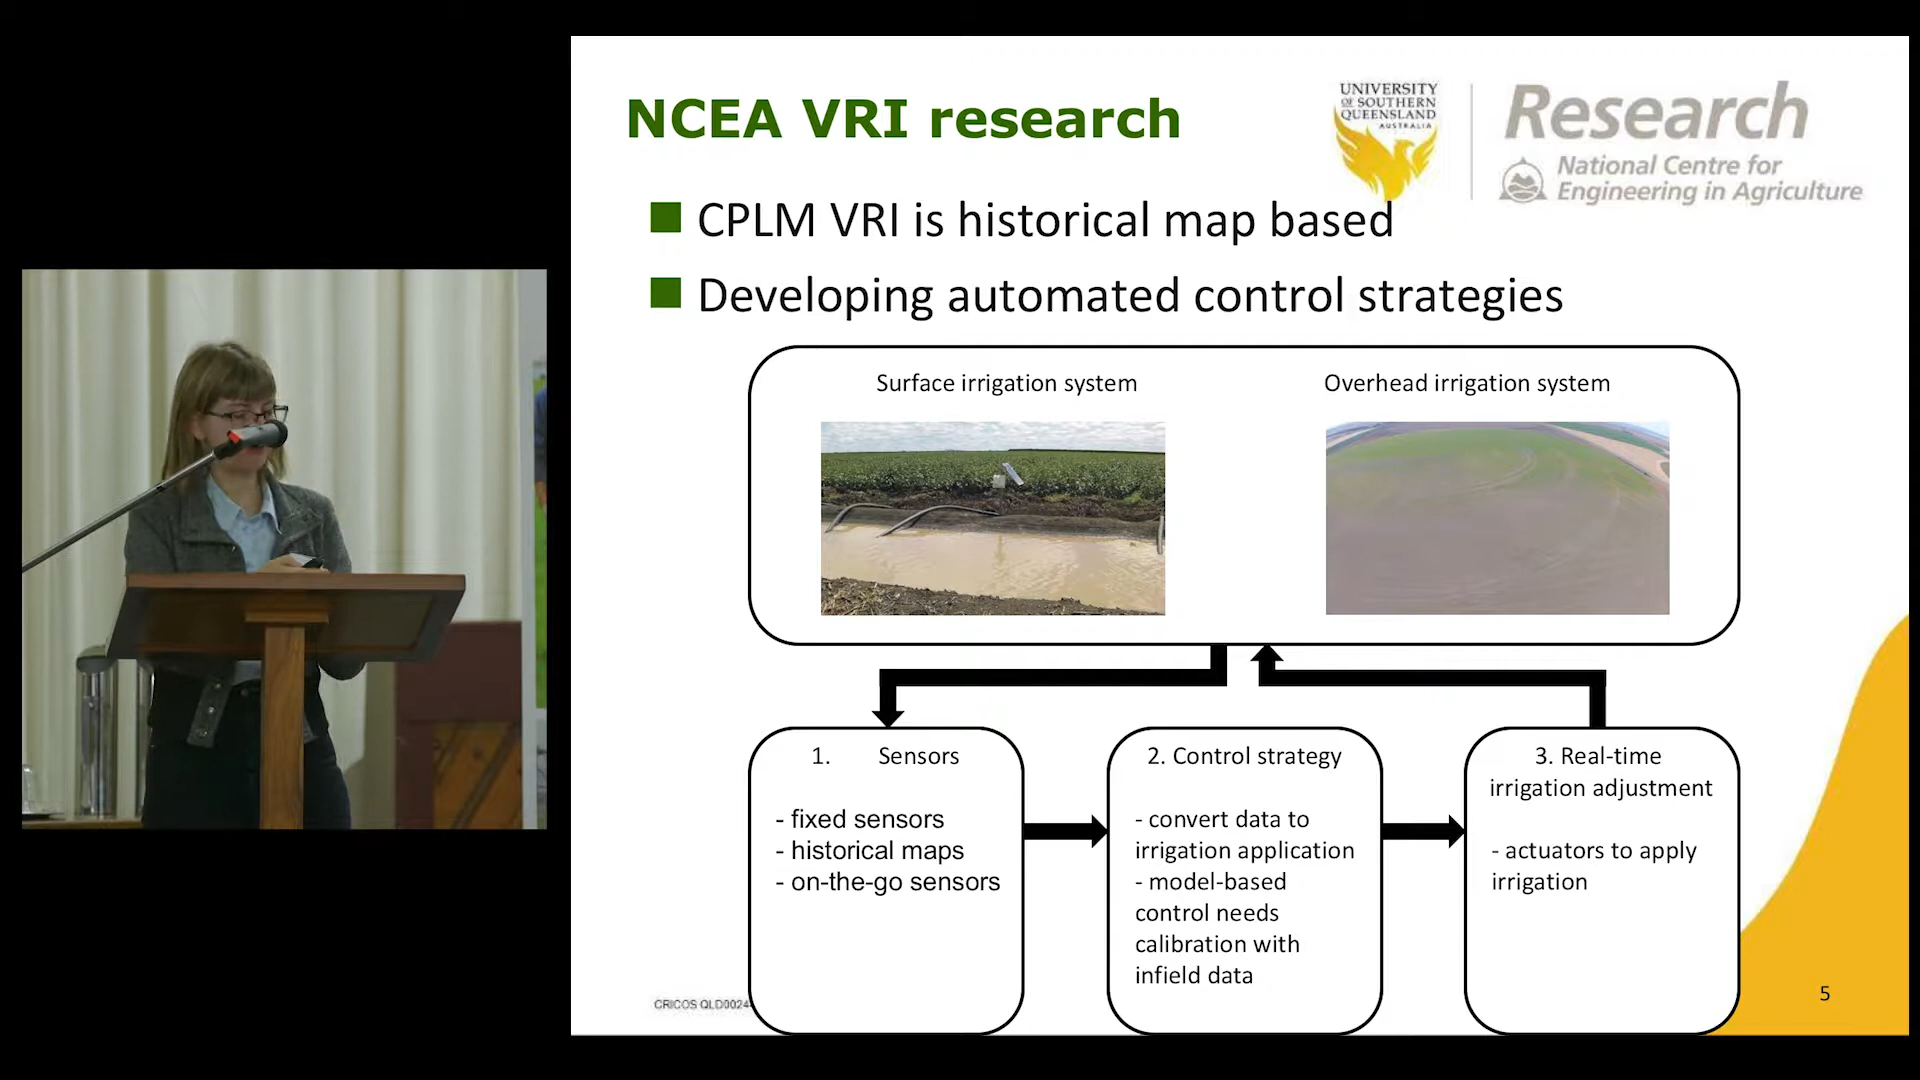 NCEA VRI research
UNIVERSITY
OF SOUTHERN
QUEENSLAND
AUSTRALIA
Research
National Centre for
Engineering in Agriculture
CPLM VRI is historical map based
Developing automated control strategies
Surface irrigation system
Overhead irrigation system
1. Sensors
- fixed sensors
- historical maps
- on-the-go sensors
2. Control strategy
- convert data to
irrigation application
- model-based
control needs
calibration with
infield data
3. Real-time
irrigation adjustment
- actuators to apply
irrigation
CRICOS QLD0024
5